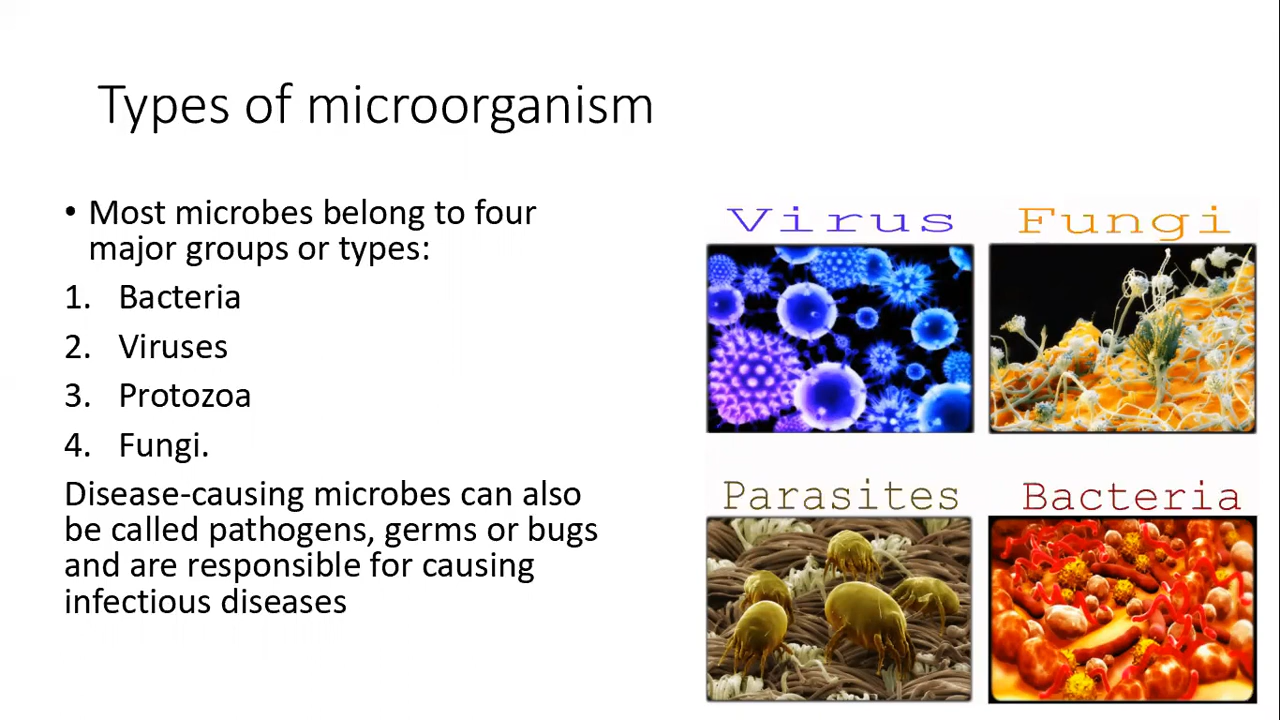 Types of microorganism
• Most microbes belong to four
major groups or types:
1. Bacteria
2. Viruses
3. Protozoa
4. Fungi.
Disease-causing microbes can also
be called pathogens, germs or bugs
and are responsible for causing
infectious diseases
Virus
Fungi
Parasites
Bacteria